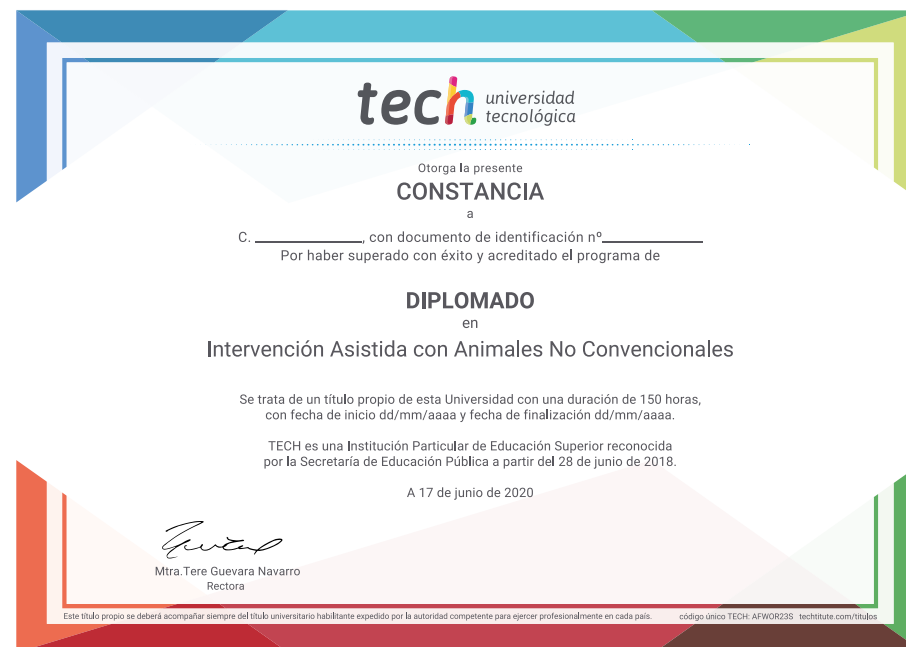 tech universidad
tecnológica
Otorga la presente
CONSTANCIA
a
C. ____________, con documento de identificación nº____________
Por haber superado con éxito y acreditado el programa de
DIPLOMADO
en
Intervención Asistida con Animales No Convencionales
Se trata de un título propio de esta Universidad con una duración de 150 horas,
con fecha de inicio dd/mm/aaaa y fecha de finalización dd/mm/aaaa.
TECH es una Institución Particular de Educación Superior reconocida
por la Secretaría de Educación Pública a partir del 28 de junio de 2018.
A 17 de junio de 2020
Mtra.Tere Guevara Navarro
Rectora
Este título propio se deberá acompañar siempre del título universitario habilitante expedido por la autoridad competente para ejercer profesionalmente en cada país. código único TECH: AFWOR23S techtitute.com/titulos